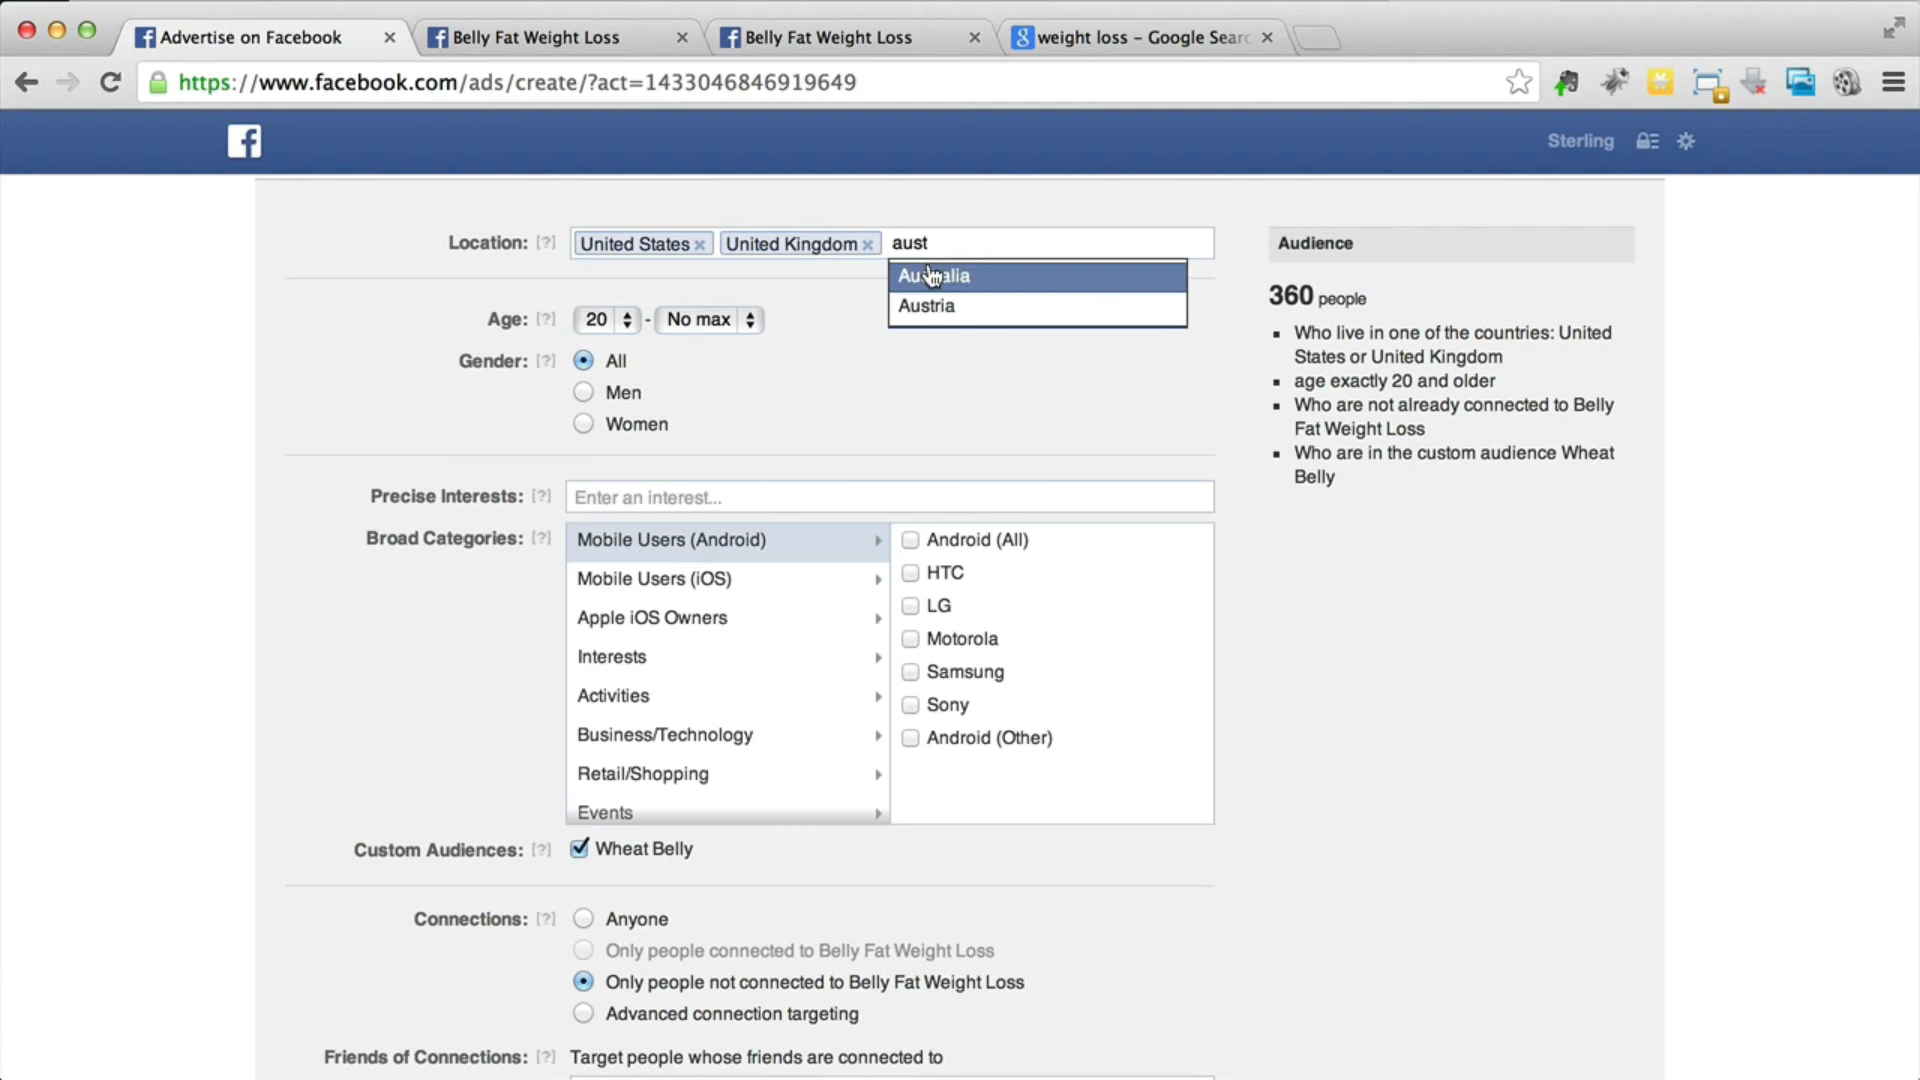 Advertise on Facebook
Belly Fat Weight Loss
Belly Fat Weight Loss
weight loss – Google Searc
https://www.facebook.com/ads/create/?act=1433046846919649
Sterling
Location: [?] United States United Kingdom aust
Australia
Austria
Age: [?] 20 - No max
Gender: [?] All
Men
Women
Precise Interests: [?] Enter an interest...
Broad Categories: [?]
Mobile Users (Android)
Mobile Users (iOS)
Apple iOS Owners
Interests
Activities
Business/Technology
Retail/Shopping
Events
Android (All)
HTC
LG
Motorola
Samsung
Sony
Android (Other)
Custom Audiences: [?] Wheat Belly
Connections: [?] Anyone
Only people connected to Belly Fat Weight Loss
Only people not connected to Belly Fat Weight Loss
Advanced connection targeting
Friends of Connections: [?] Target people whose friends are connected to
Audience
360 people
Who live in one of the countries: United
States or United Kingdom
age exactly 20 and older
Who are not already connected to Belly
Fat Weight Loss
Who are in the custom audience Wheat
Belly